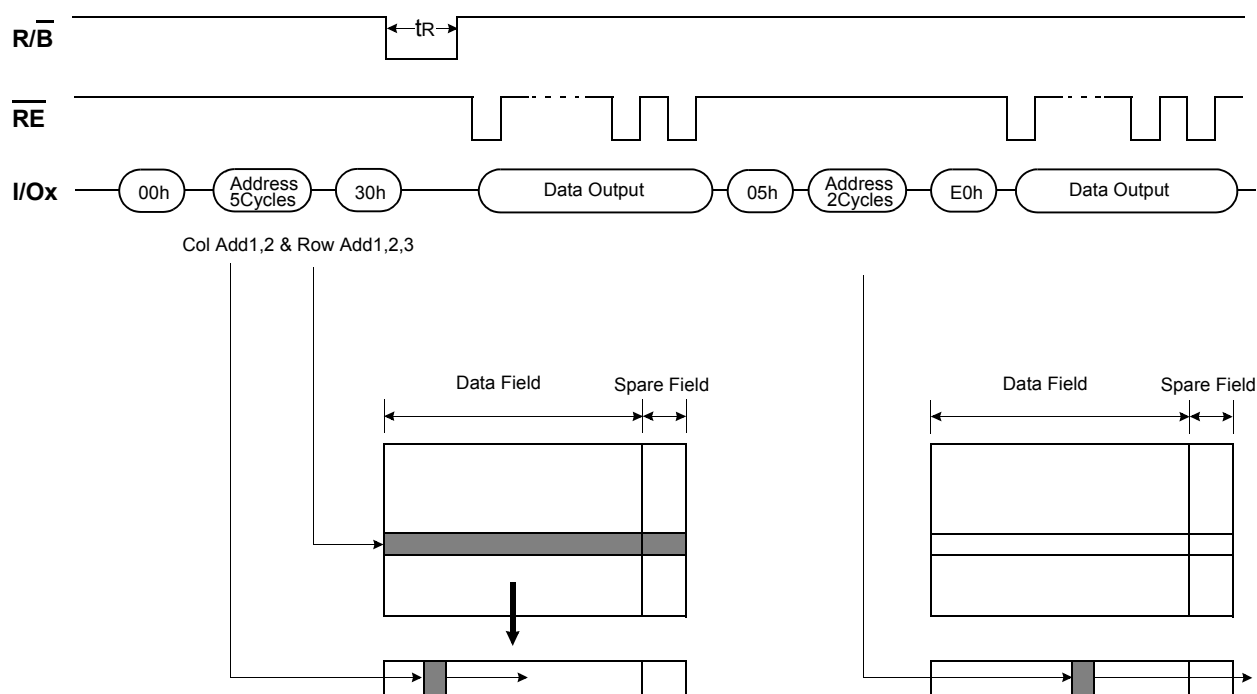 R/B̅
tR
R̅E̅
I/Ox
00h
Address
5Cycles
30h
Data Output
05h
Address
2Cycles
E0h
Data Output
Col Add1,2 & Row Add1,2,3
Data Field
Spare Field
Data Field
Spare Field